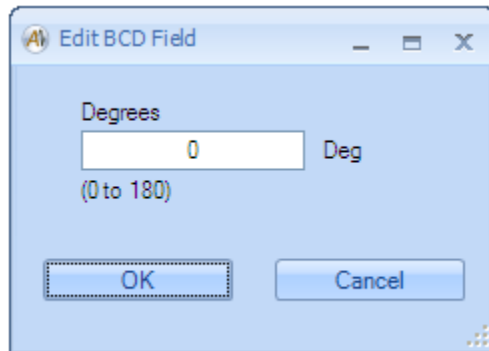 Edit BCD Field
Degrees
0 Deg
(0 to 180)
OK Cancel